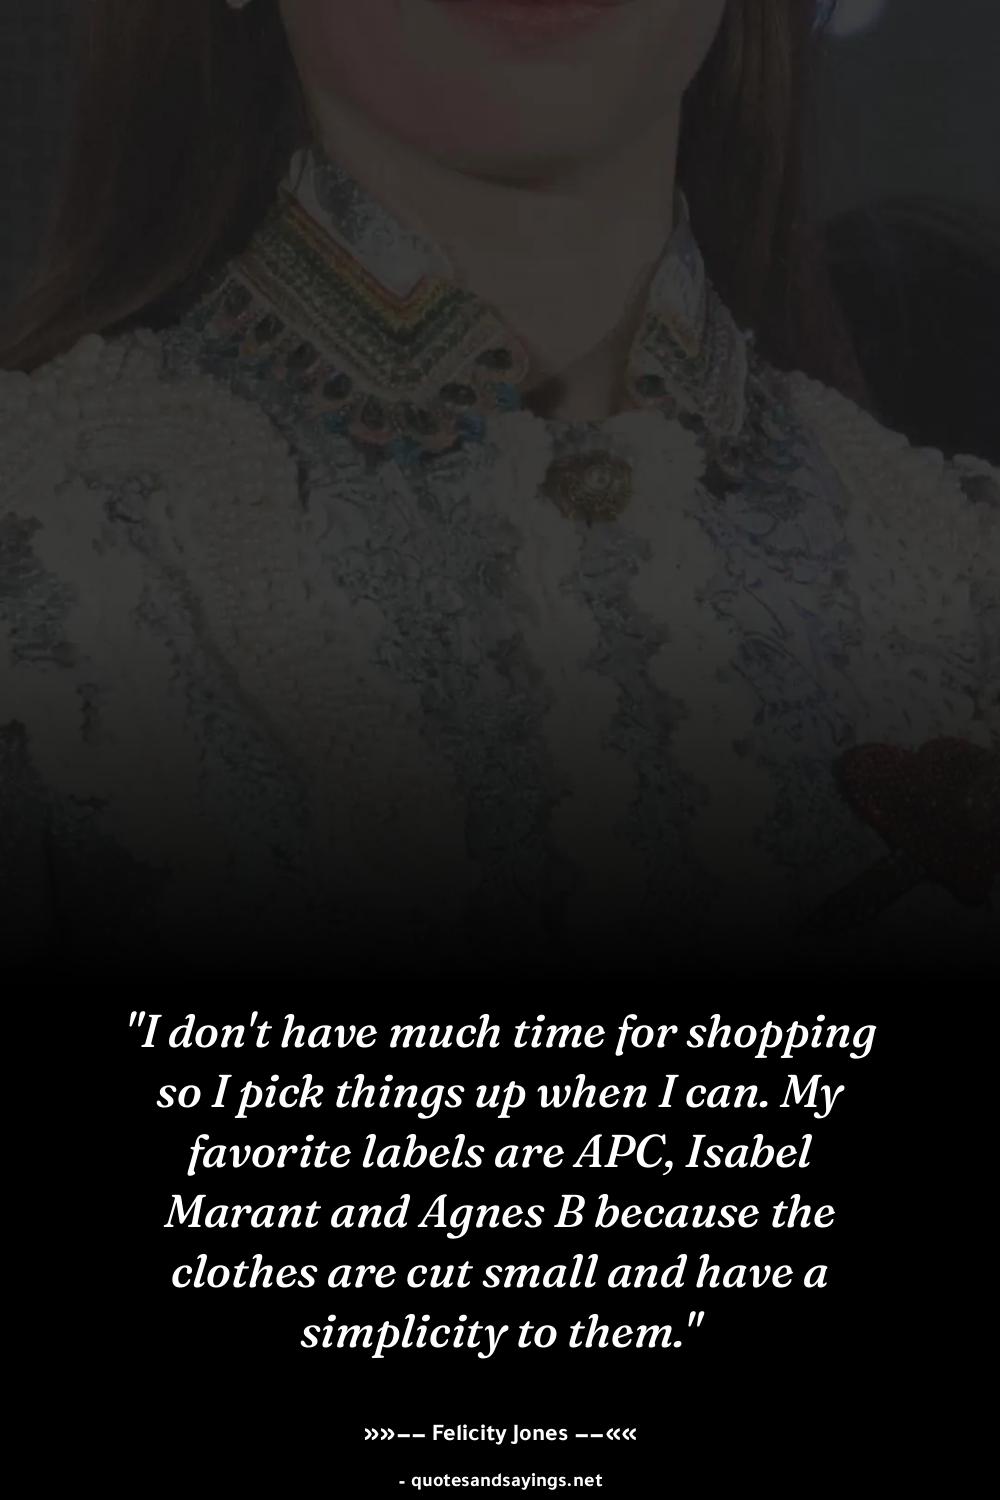 "I don't have much time for shopping
so I pick things up when I can. My
favorite labels are APC, Isabel
Marant and Agnes B because the
clothes are cut small and have a
simplicity to them."
»»−− Felicity Jones −−««
- quotesandsayings.net